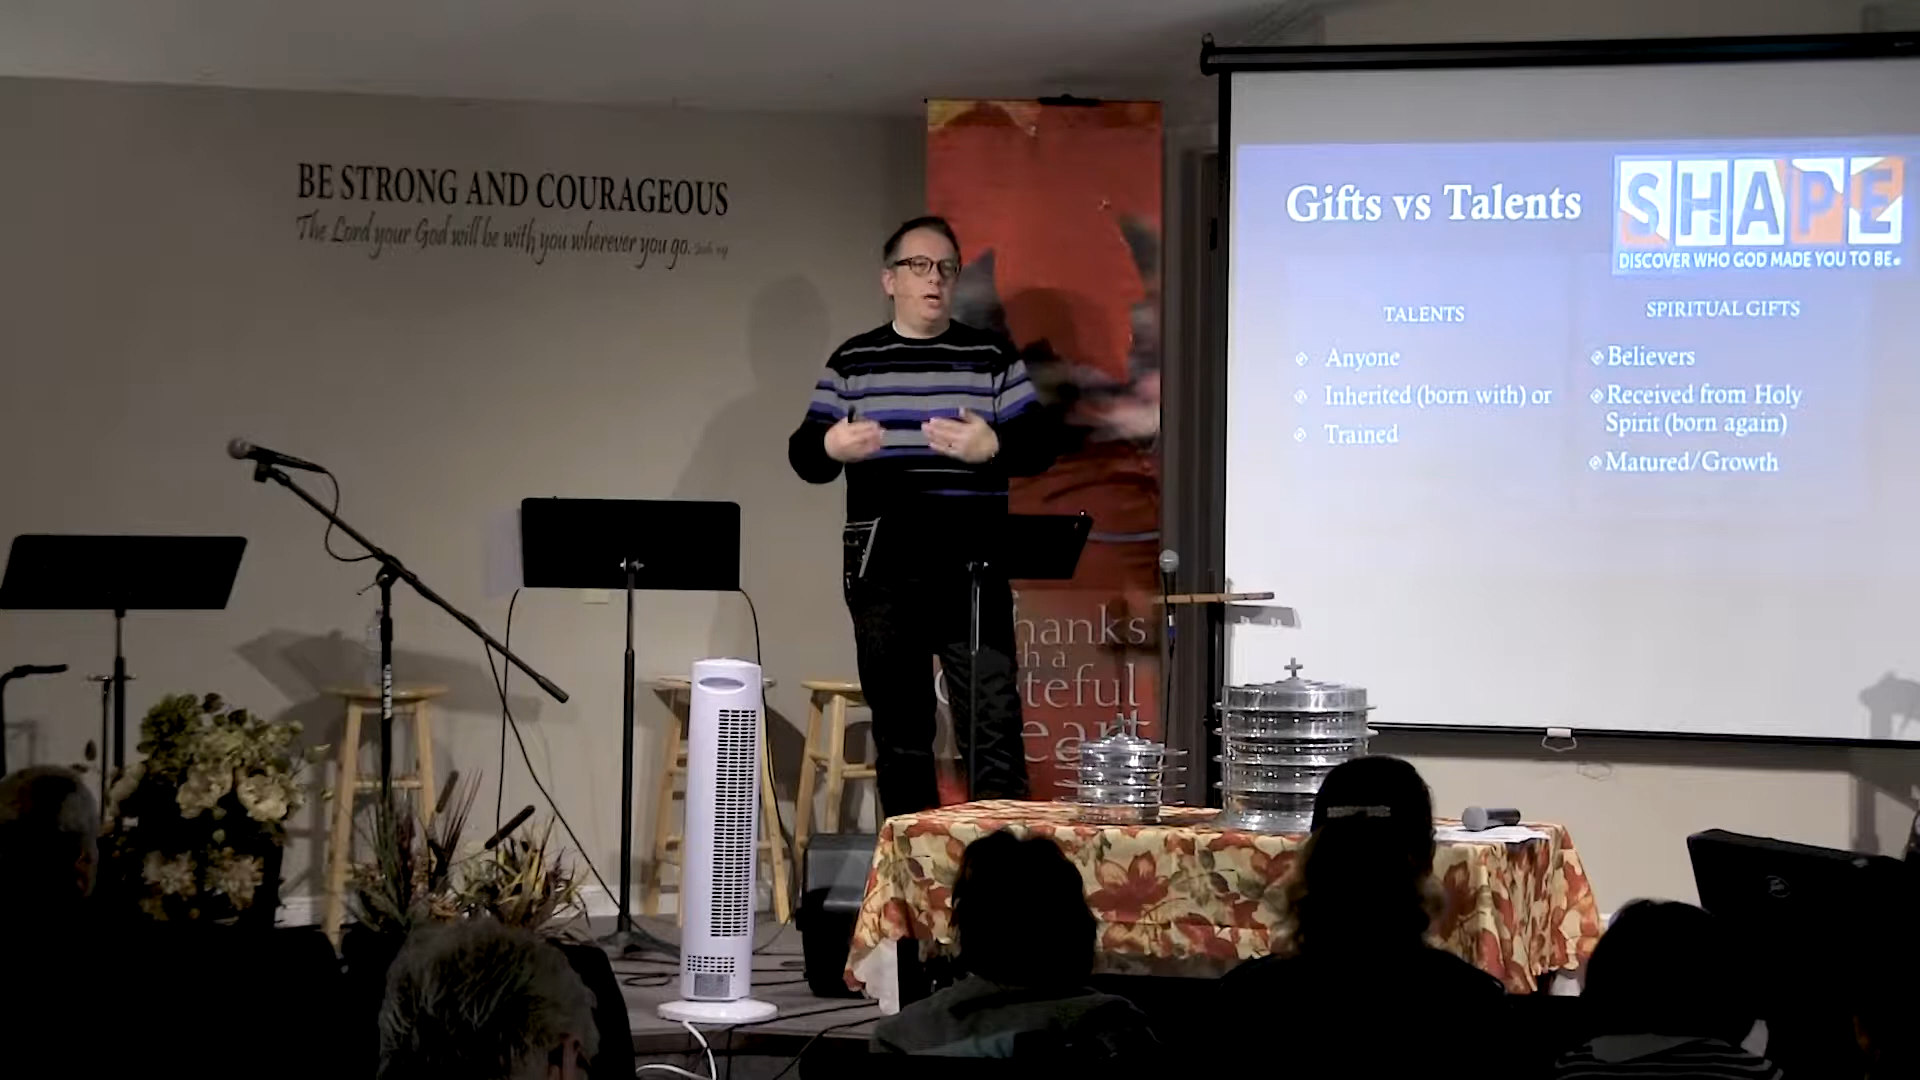 BE STRONG AND COURAGEOUS
The Lord your God will be with you wherever you go.
Gifts vs Talents
SHAPE
DISCOVER WHO GOD MADE YOU TO BE.
TALENTS
Anyone
Inherited (born with) or
Trained
SPIRITUAL GIFTS
Believers
Received from Holy
Spirit (born again)
Matured/Growth
hanks
h a
teful
eart